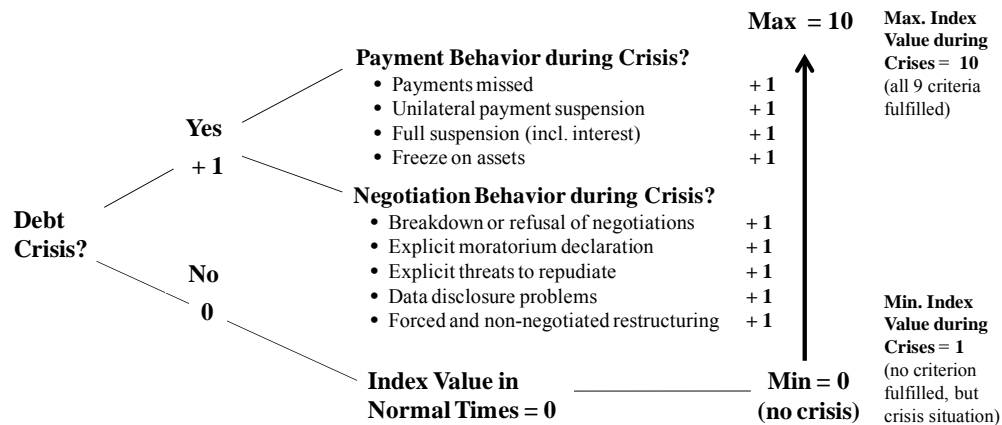 Debt
Crisis?
Yes
+ 1
No
0
Payment Behavior during Crisis?
• Payments missed + 1
• Unilateral payment suspension + 1
• Full suspension (incl. interest) + 1
• Freeze on assets + 1
Negotiation Behavior during Crisis?
• Breakdown or refusal of negotiations + 1
• Explicit moratorium declaration + 1
• Explicit threats to repudiate + 1
• Data disclosure problems + 1
• Forced and non-negotiated restructuring + 1
Index Value in
Normal Times = 0
Max = 10
Min = 0
(no crisis)
Max. Index
Value during
Crises = 10
(all 9 criteria
fulfilled)
Min. Index
Value during
Crises = 1
(no criterion
fulfilled, but
crisis situation)